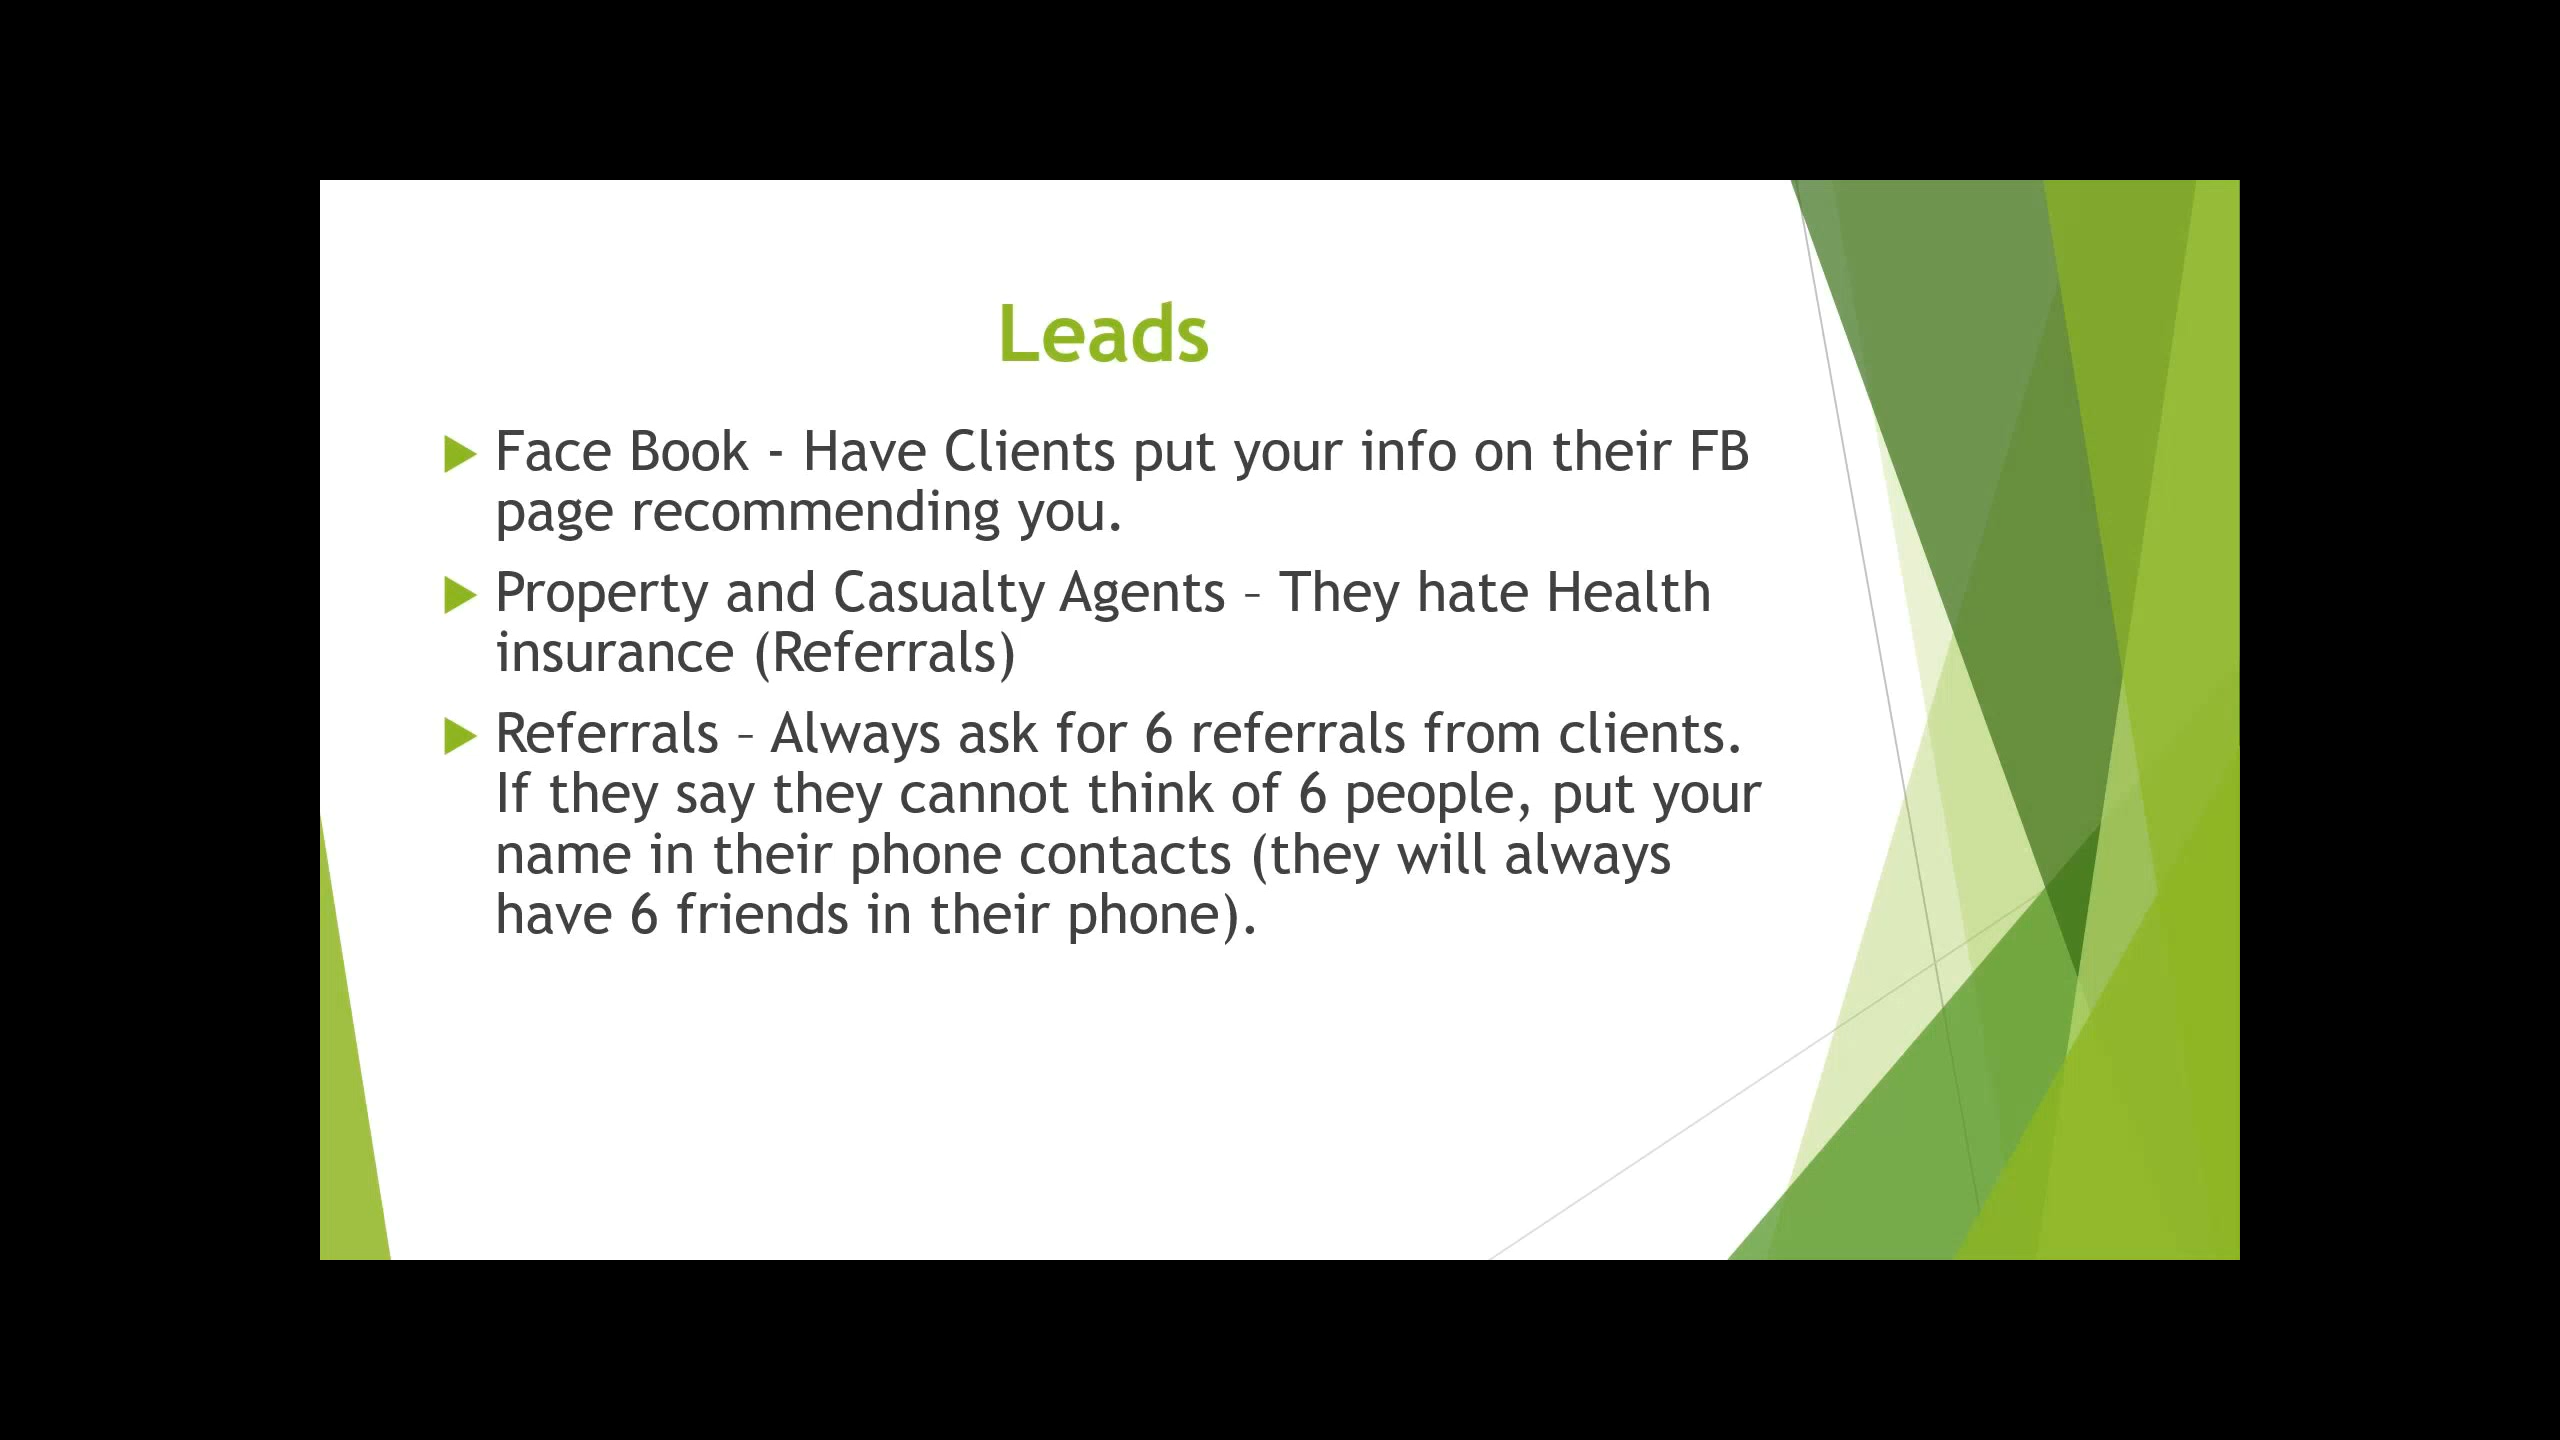 Leads
Face Book - Have Clients put your info on their FB
page recommending you.
Property and Casualty Agents – They hate Health
insurance (Referrals)
Referrals – Always ask for 6 referrals from clients.
If they say they cannot think of 6 people, put your
name in their phone contacts (they will always
have 6 friends in their phone).